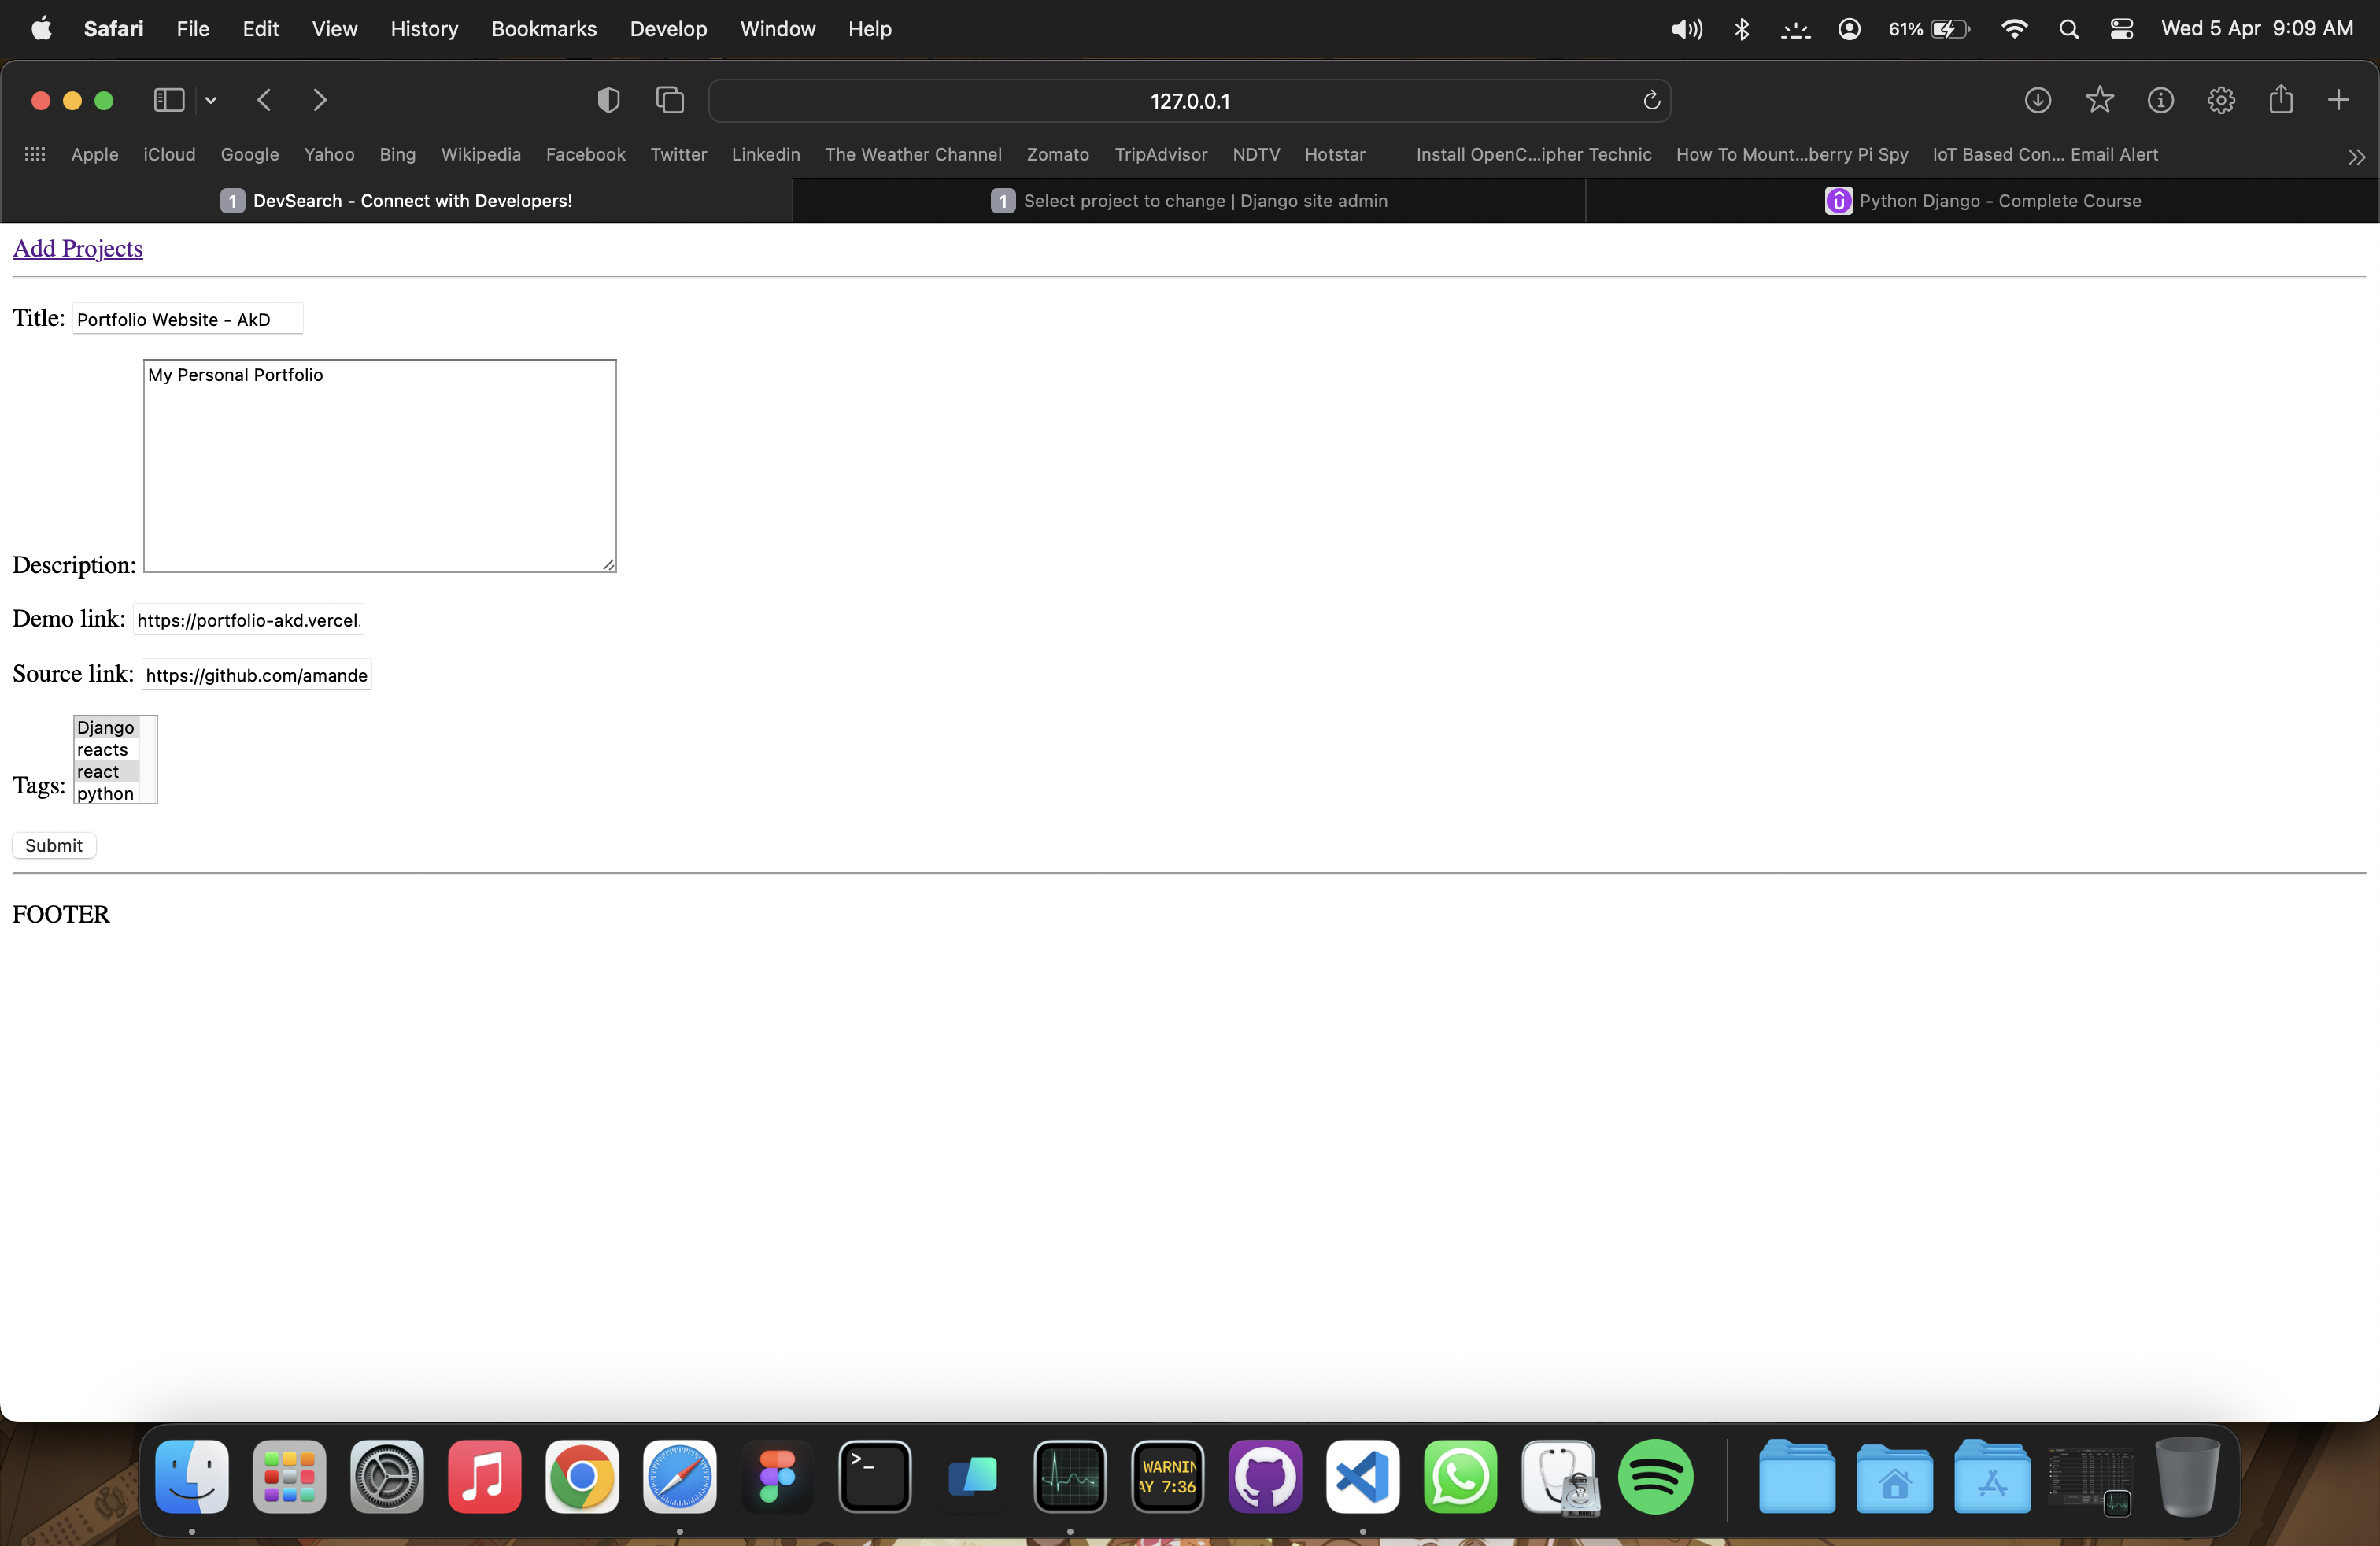 Safari File Edit View History Bookmarks Develop Window Help 61% Wed 5 Apr 9:09 AM
127.0.0.1
Apple iCloud Google Yahoo Bing Wikipedia Facebook Twitter Linkedin The Weather Channel Zomato TripAdvisor NDTV Hotstar Install OpenC...ipher Technic How To Mount...berry Pi Spy IoT Based Con... Email Alert
1 DevSearch - Connect with Developers! 1 Select project to change | Django site admin Python Django - Complete Course
Add Projects
Title: Portfolio Website - AkD
My Personal Portfolio
Description:
Demo link: https://portfolio-akd.vercel.
Source link: https://github.com/amande
Django
reacts
react
Tags: python
Submit
FOOTER
>_
WARNIN
AY 7:36